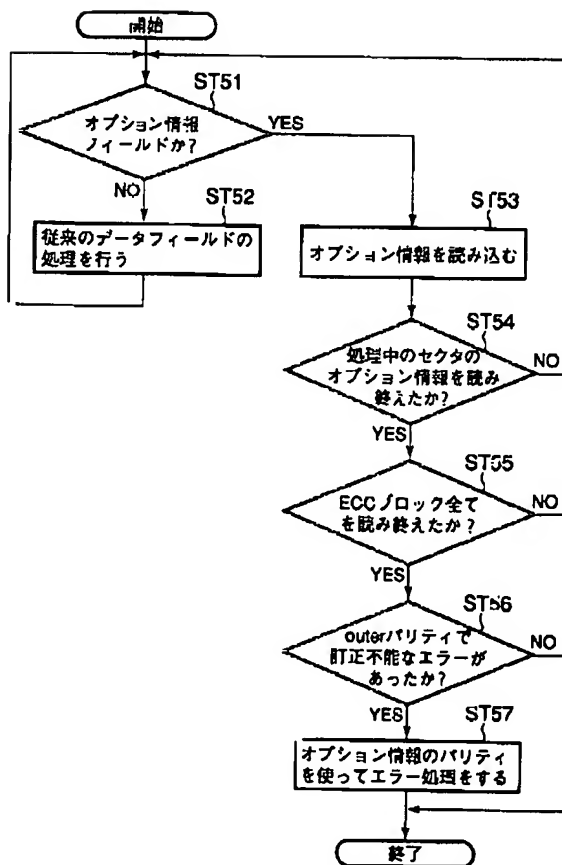 開始
ST51
オプション情報
フィールドか?
YES
NO
ST52
従来のデータフィールドの
処理を行う
ST53
オプション情報を読み込む
ST54
処理中のセクタの
オプション情報を読み
終えたか?
NO
YES
ST55
ECCブロック全て
を読み終えたか?
NO
YES
ST56
outerパリティで
訂正不能なエラーが
あったか?
NO
YES
ST57
オプション情報のパリティ
を使ってエラー処理をする
終了